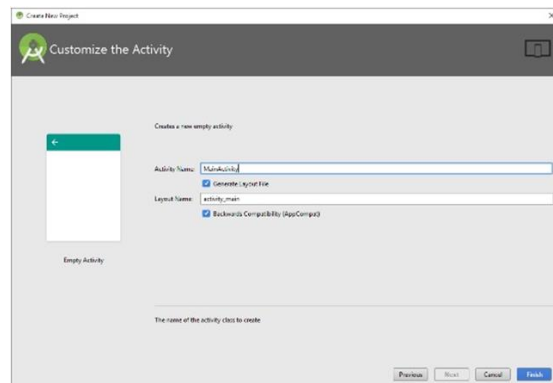 Create New Project
Customize the Activity
Creates a new empty activity
Activity Name: MainActivity
Generate Layout File
Layout Name: activity_main
Backwards Compatibility (AppCompat)
Empty Activity
The name of the activity class to create
Previous Next Cancel Finish